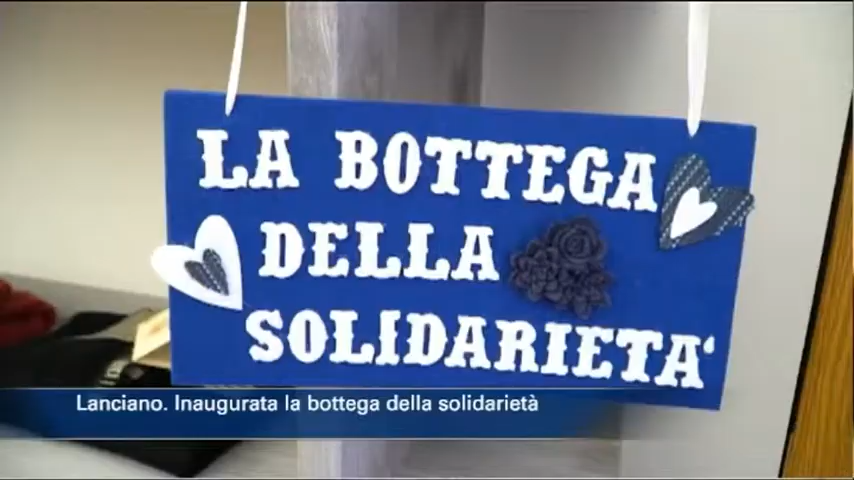 LA BOTTEGA
DELLA
SOLIDARIETA'
Lanciano. Inaugurata la bottega della solidarietà